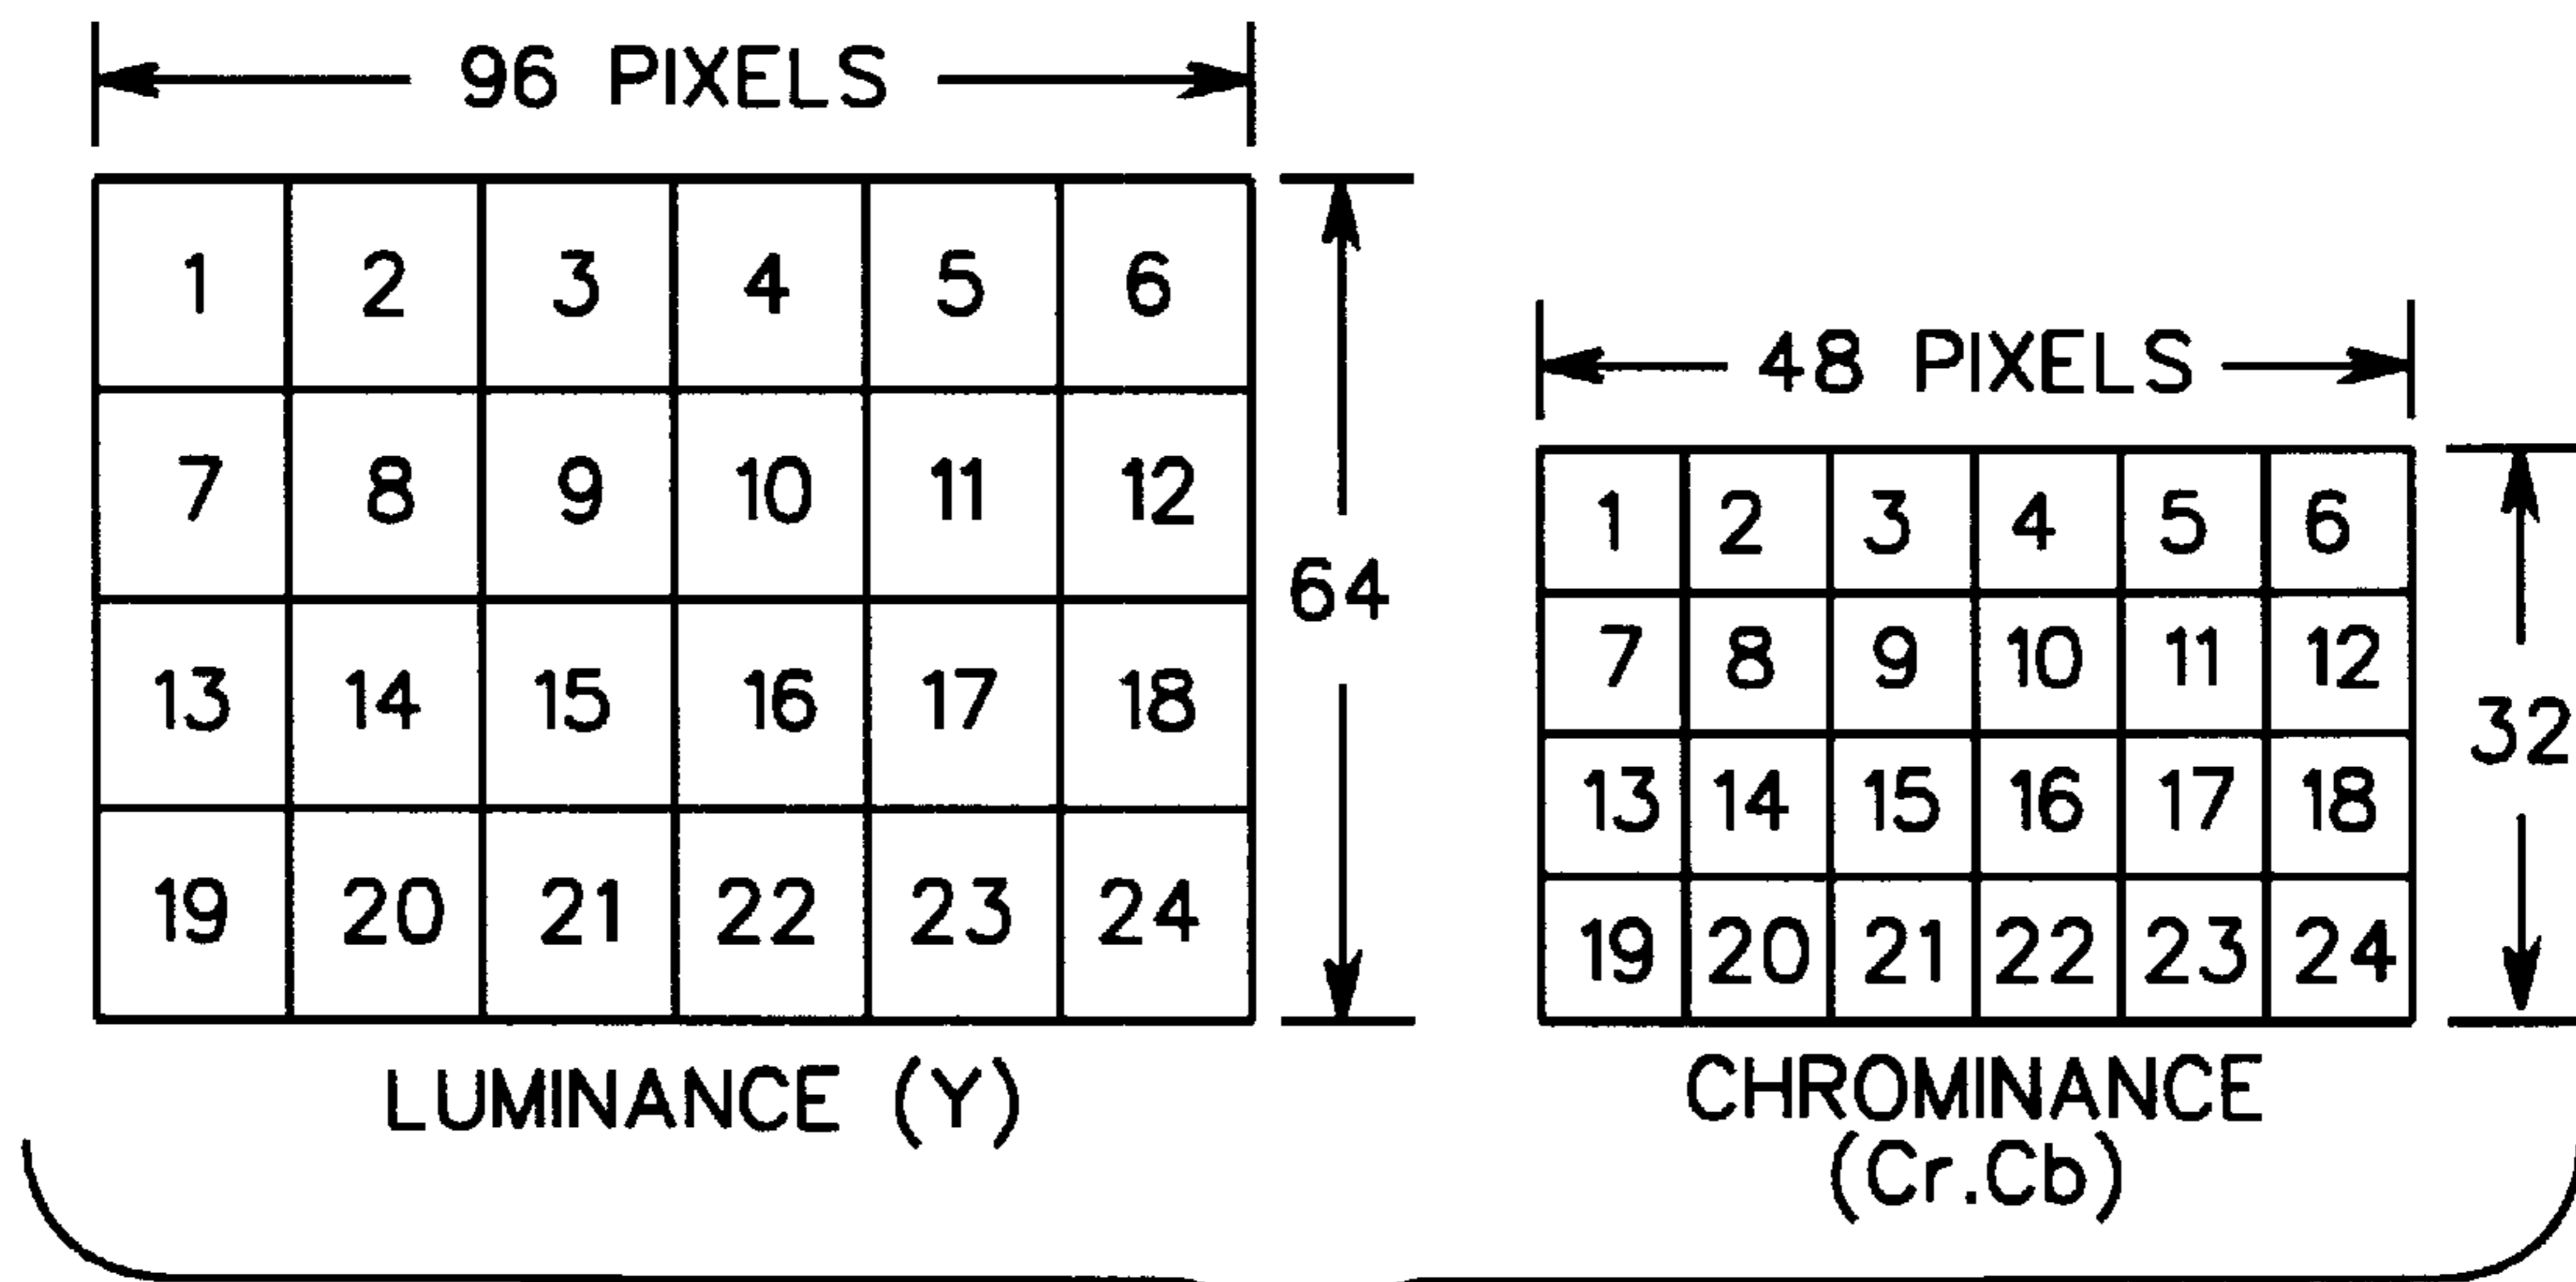 96 PIXELS
1 2 3 4 5 6
7 8 9 10 11 12
13 14 15 16 17 18
19 20 21 22 23 24
64
LUMINANCE (Y)
48 PIXELS
1 2 3 4 5 6
7 8 9 10 11 12
13 14 15 16 17 18
19 20 21 22 23 24
32
CHROMINANCE
(Cr.Cb)